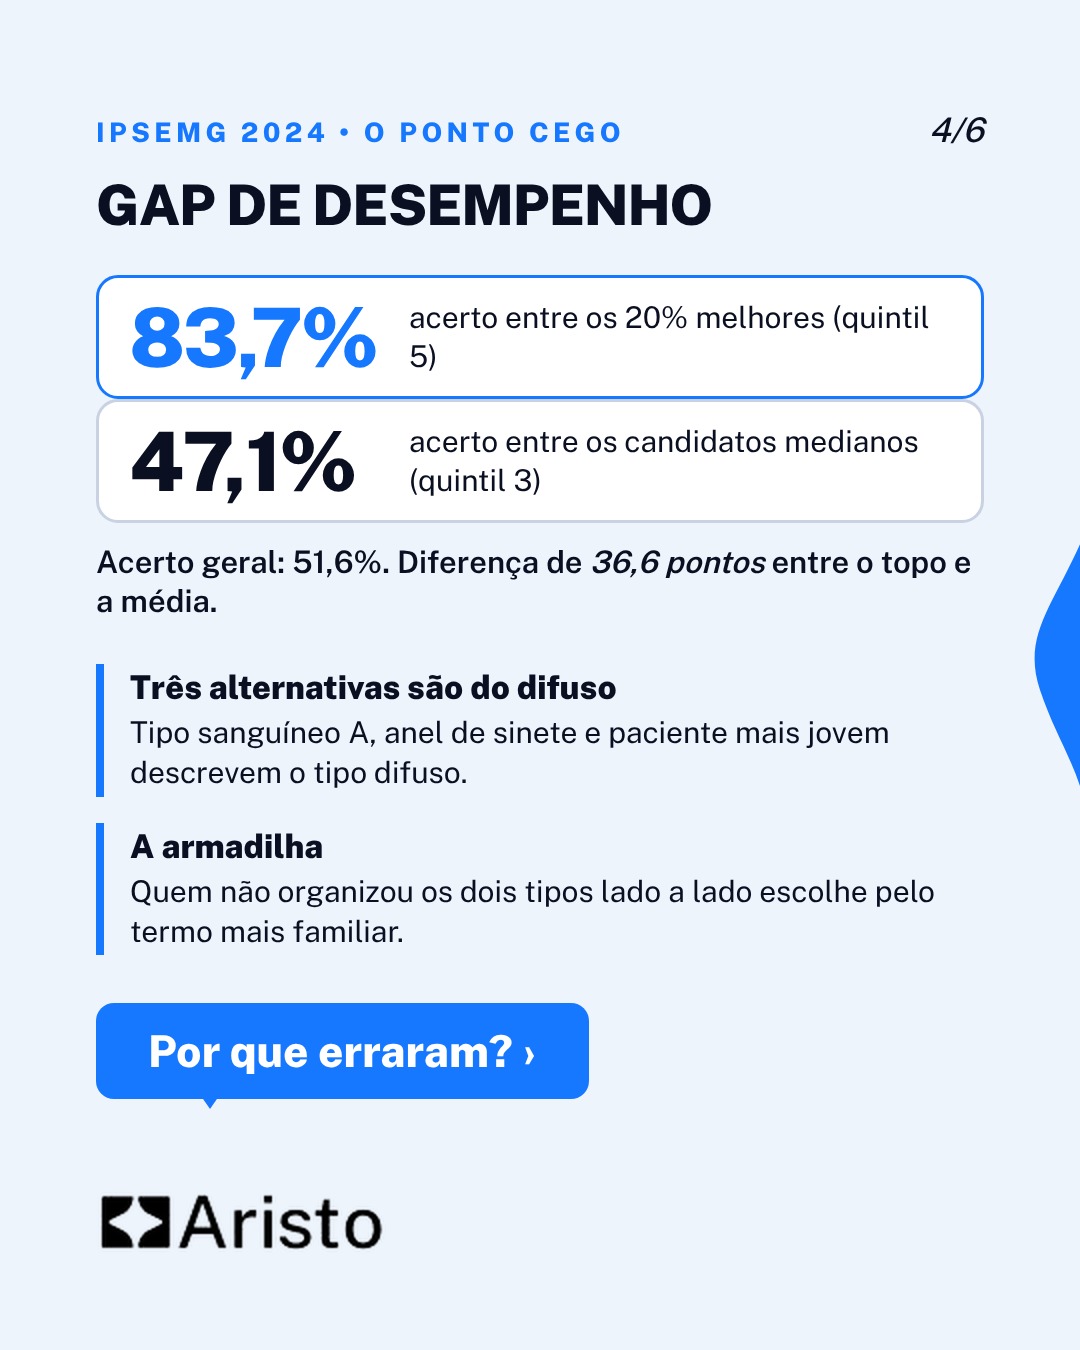 IPSEMG 2024 • O PONTO CEGO
4/6
GAP DE DESEMPENHO
83,7%
acerto entre os 20% melhores (quintil
5)
47,1%
acerto entre os candidatos medianos
(quintil 3)
Acerto geral: 51,6%. Diferença de 36,6 pontos entre o topo e
a média.
Três alternativas são do difuso
Tipo sanguíneo A, anel de sinete e paciente mais jovem
descrevem o tipo difuso.
A armadilha
Quem não organizou os dois tipos lado a lado escolhe pelo
termo mais familiar.
Por que erraram? ›
Aristo